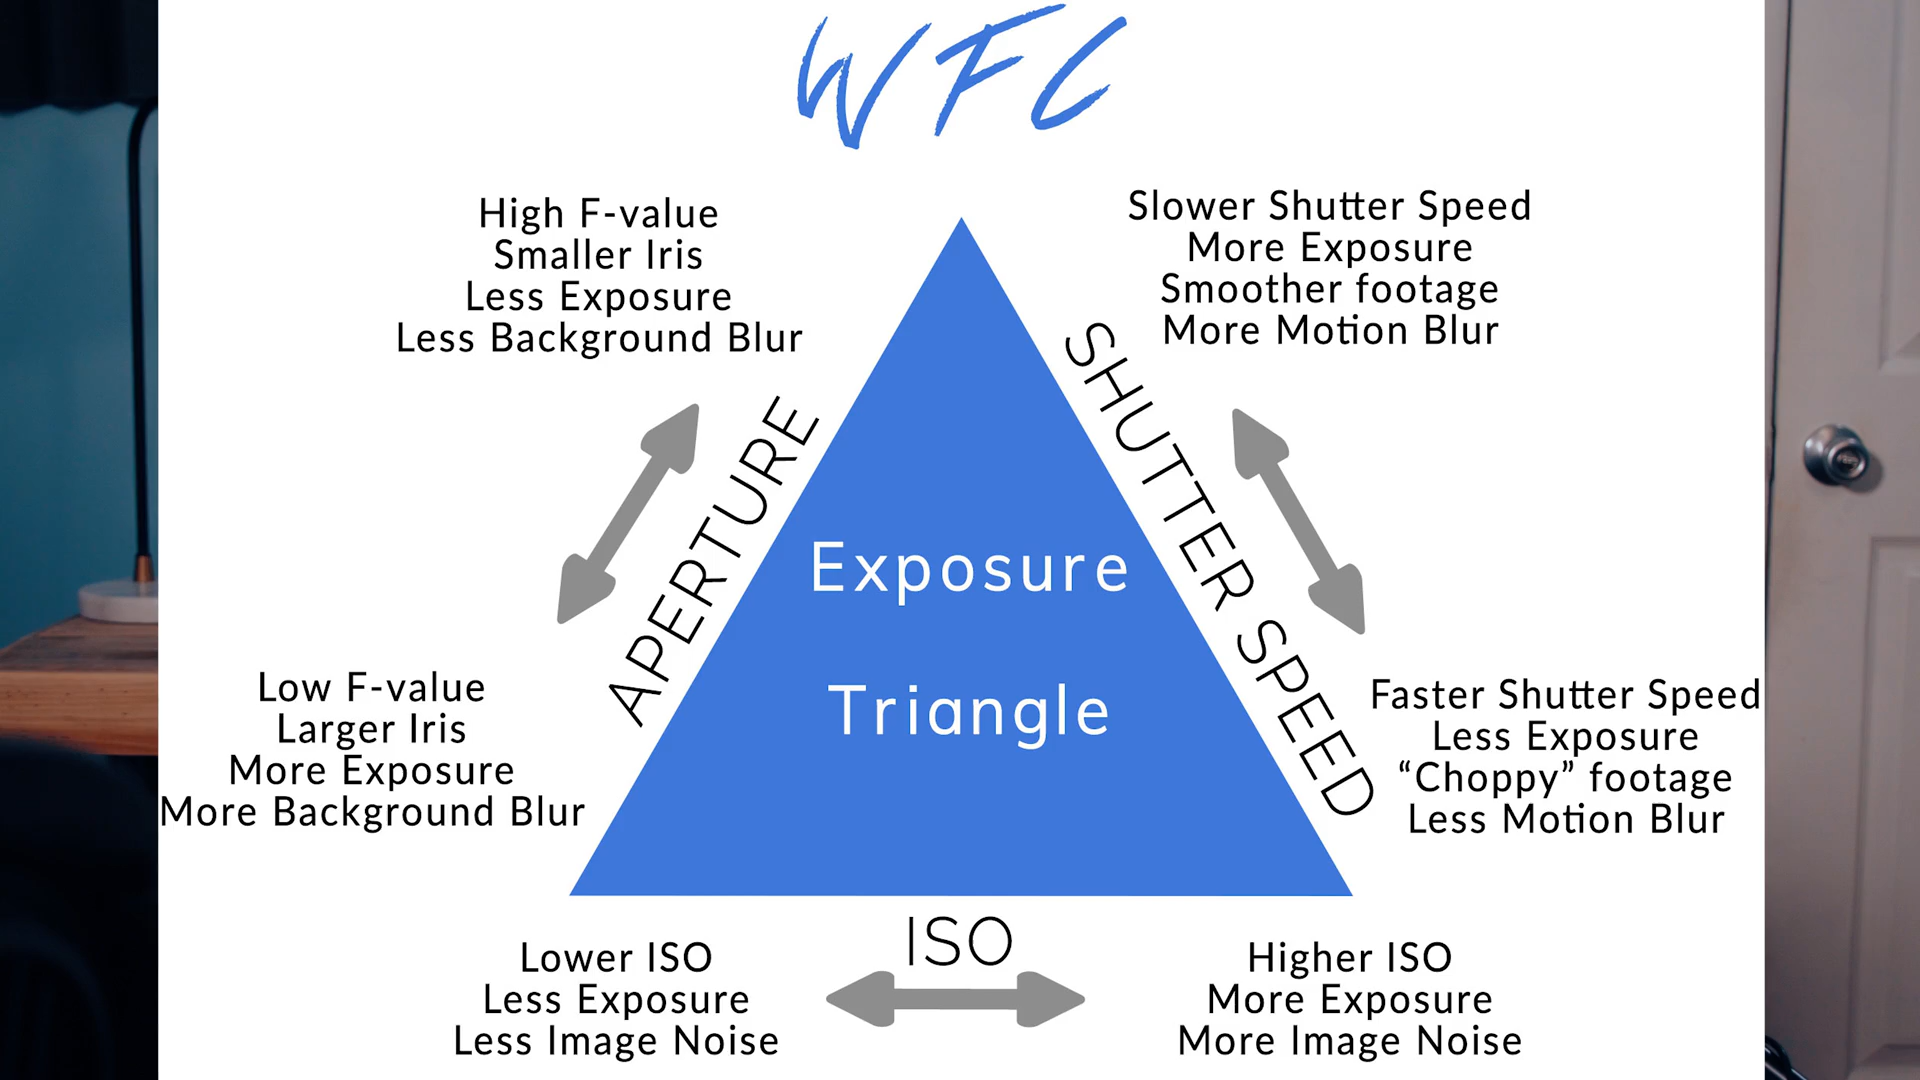 WFC
High F-value
Smaller Iris
Less Exposure
Less Background Blur
Slower Shutter Speed
More Exposure
Smoother footage
More Motion Blur
APERTURE
SHUTTER SPEED
Exposure
Triangle
Low F-value
Larger Iris
More Exposure
More Background Blur
Faster Shutter Speed
Less Exposure
“Choppy” footage
Less Motion Blur
ISO
Lower ISO
Less Exposure
Less Image Noise
Higher ISO
More Exposure
More Image Noise